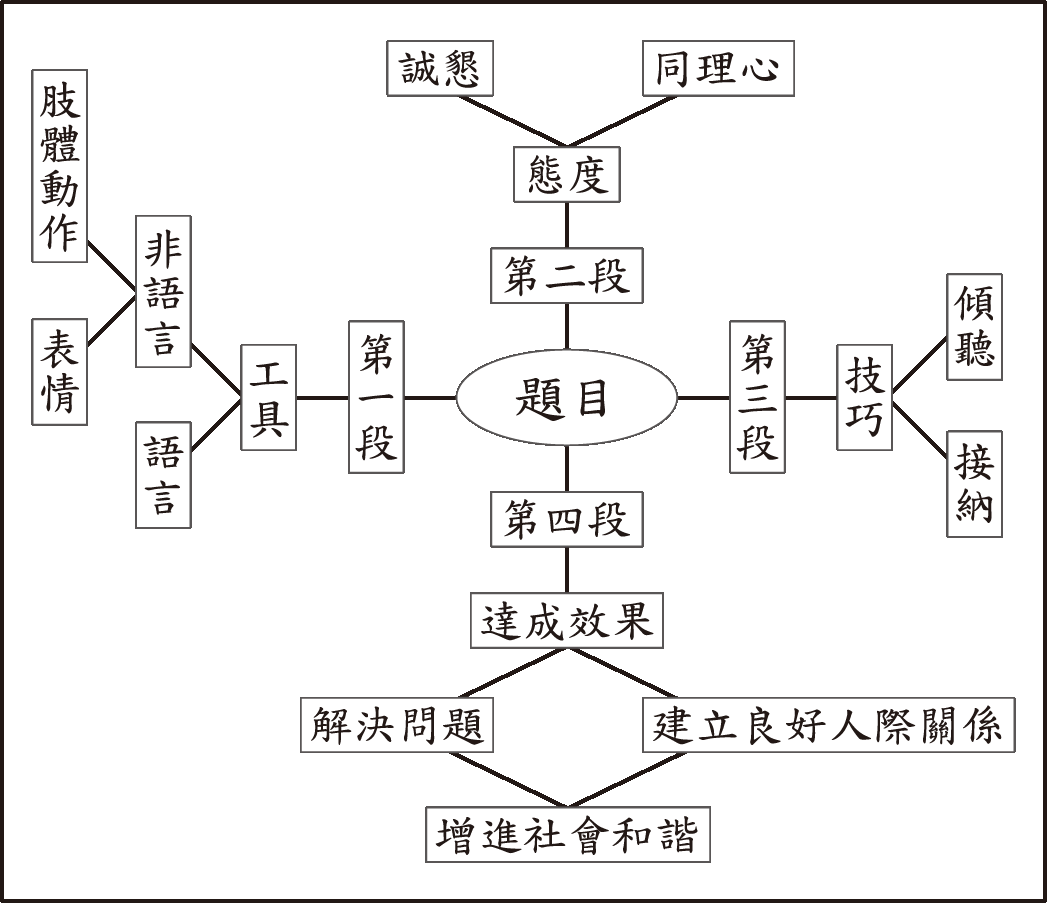 誠懇
同理心
態度
第二段
肢體動作
表情
非語言
語言
工具
第一段
題目
第三段
技巧
傾聽
接納
第四段
達成效果
解決問題
建立良好人際關係
增進社會和諧